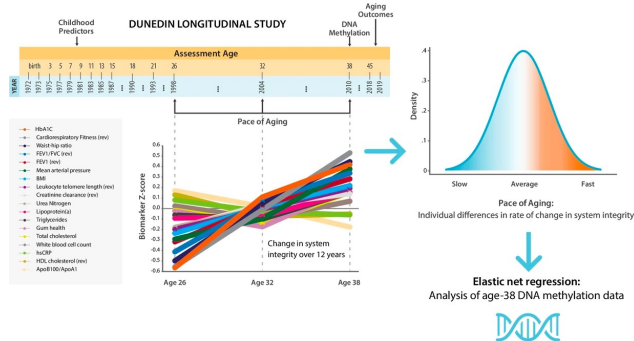 DUNEDIN LONGITUDINAL STUDY
Childhood
Predictors
DNA
Methylation
Aging
Outcomes
Assessment Age
birth 3 5 7 9 11 13 15 18 21 26 32 38 45
YEAR
1972 1973 1975 1977 1979 1981 1983 1985 1987 ... 1990 ... 1993 ... 1998 ... 2004 ... 2010 ... 2018 2019
Pace of Aging
HbA1C
Cardiorespiratory Fitness (rev)
Waist-hip ratio
FEV1/FVC (rev)
FEV1 (rev)
Mean arterial pressure
BMI
Leukocyte telomere length (rev)
Creatinine clearance (rev)
Urea Nitrogen
Lipoprotein(a)
Triglycerides
Gum health
Total cholesterol
White blood cell count
hsCRP
HDL cholesterol (rev)
ApoB100/ApoA1
Biomarker Z-score
0.6
0.5
0.4
0.3
0.2
0.1
0.0
-0.1
-0.2
-0.3
-0.4
-0.5
-0.6
Change in system
integrity over 12 years
Age 26 Age 32 Age 38
Density
.4
.3
.2
.1
0
Slow Average Fast
Pace of Aging:
Individual differences in rate of change in system integrity
Elastic net regression:
Analysis of age-38 DNA methylation data